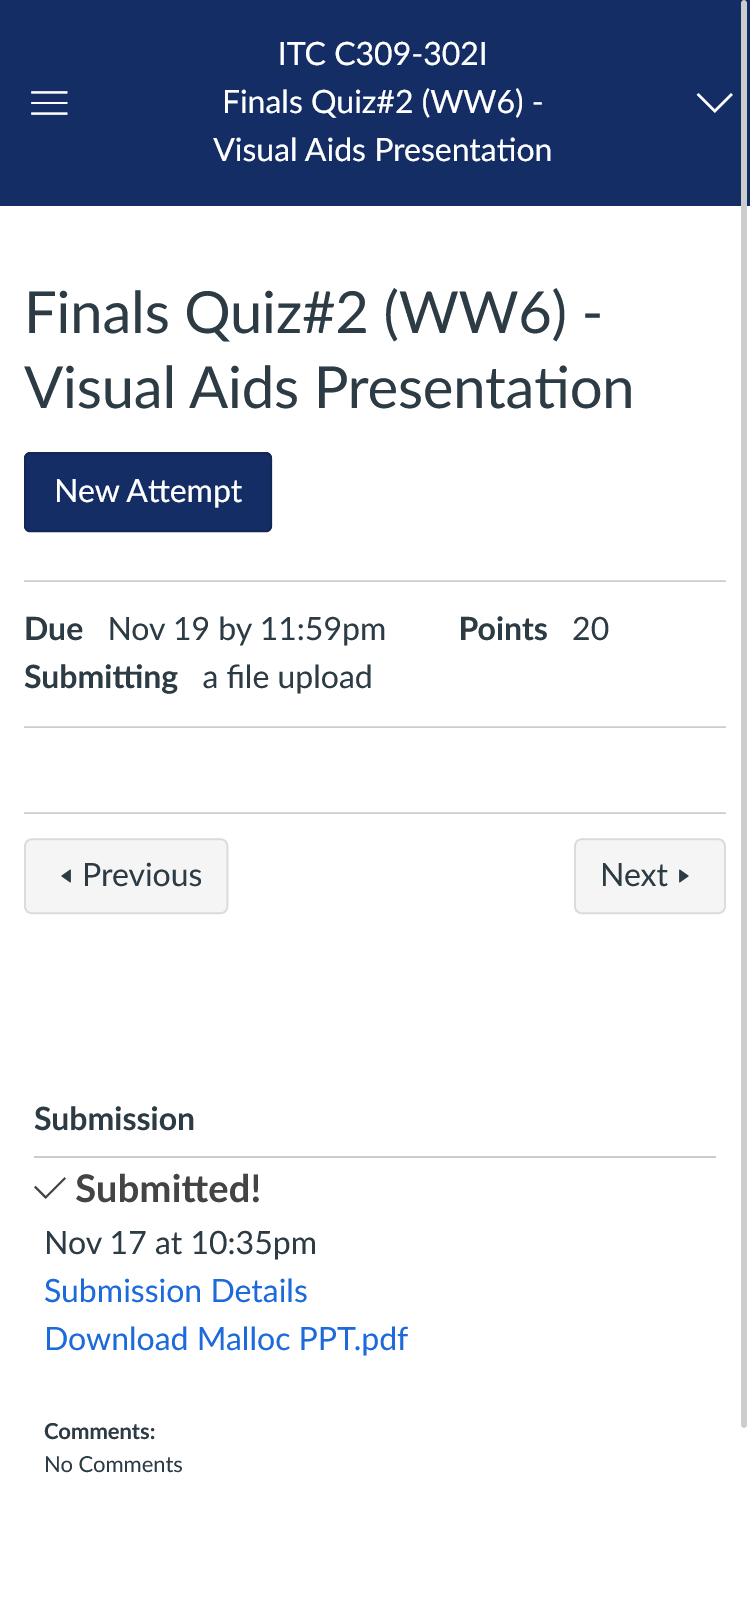 ITC C309-302I
Finals Quiz#2 (WW6) -
Visual Aids Presentation
Finals Quiz#2 (WW6) -
Visual Aids Presentation
New Attempt
Due Nov 19 by 11:59pm Points 20
Submitting a file upload
Previous Next
Submission
Submitted!
Nov 17 at 10:35pm
Submission Details
Download Malloc PPT.pdf
Comments:
No Comments